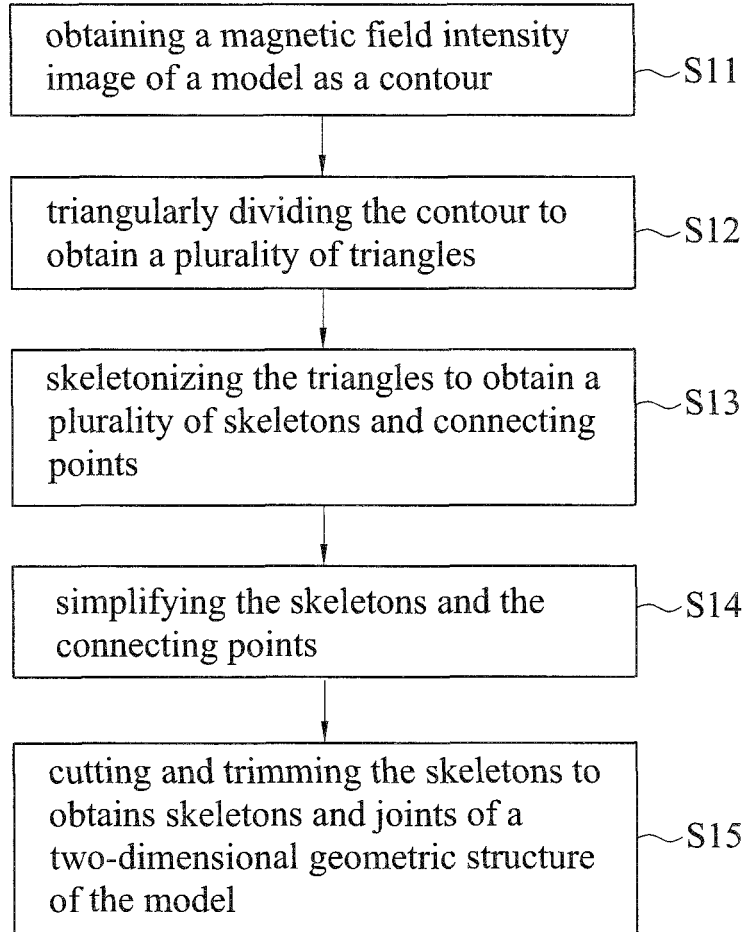 obtaining a magnetic field intensity
image of a model as a contour
S11
triangularly dividing the contour to
obtain a plurality of triangles
S12
skeletonizing the triangles to obtain a
plurality of skeletons and connecting
points
S13
simplifying the skeletons and the
connecting points
S14
cutting and trimming the skeletons to
obtains skeletons and joints of a
two-dimensional geometric structure
of the model
S15